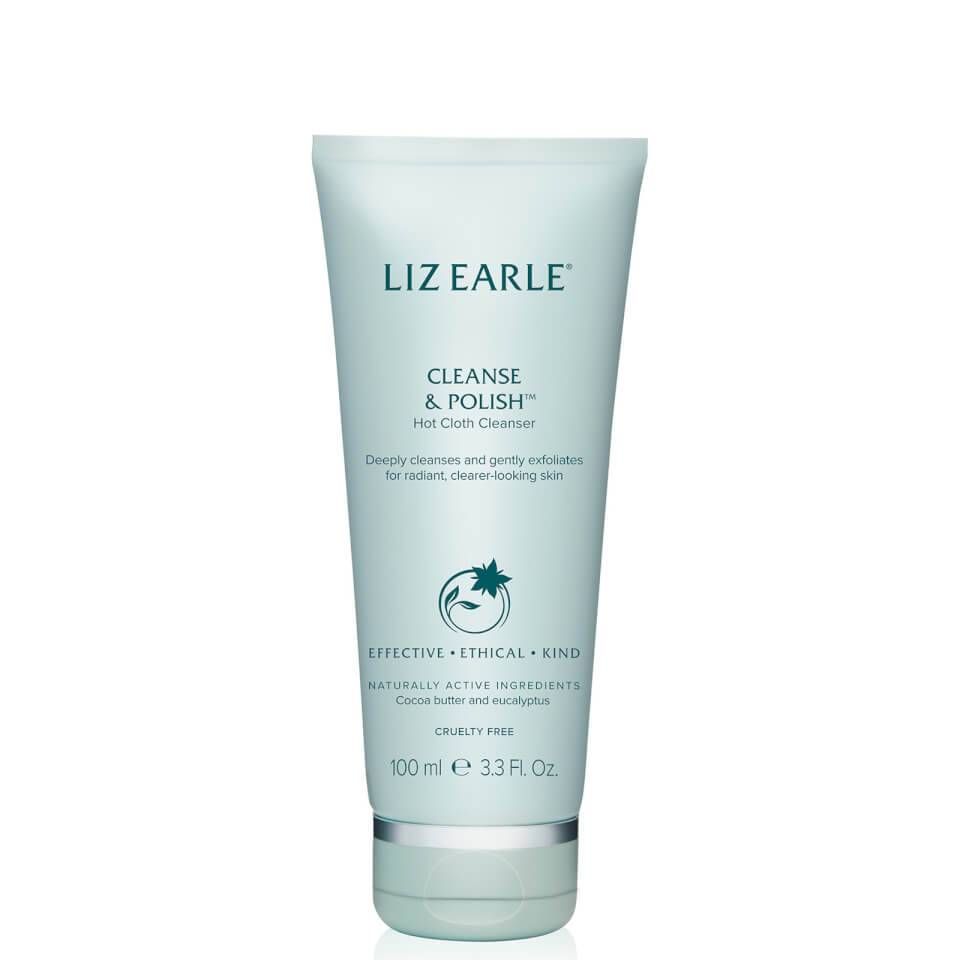 LIZ EARLE®
CLEANSE
& POLISH™
Hot Cloth Cleanser
Deeply cleanses and gently exfoliates
for radiant, clearer-looking skin
EFFECTIVE • ETHICAL • KIND
NATURALLY ACTIVE INGREDIENTS
Cocoa butter and eucalyptus
CRUELTY FREE
100 ml ℮ 3.3 Fl. Oz.